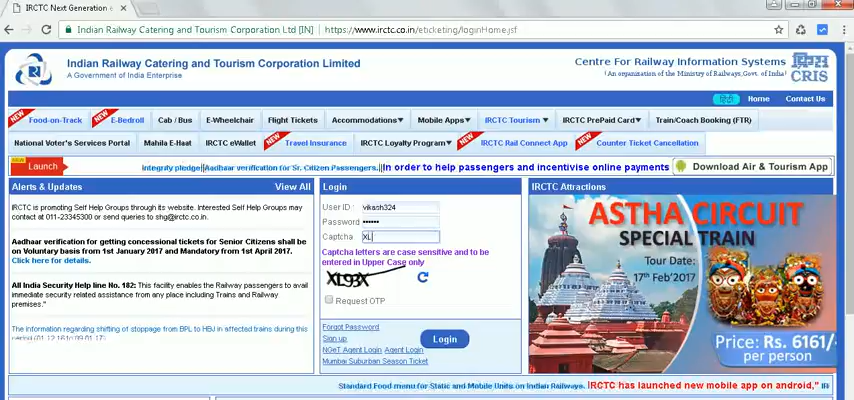 IRCTC Next Generation
Indian Railway Catering and Tourism Corporation Ltd [IN] https://www.irctc.co.in/eticketing/loginHome.jsf
Indian Railway Catering and Tourism Corporation Limited
A Government of India Enterprise
Centre For Railway Information Systems
(An organization of the Ministry of Railways, Govt. of India)
CRIS
हिंदी Home Contact Us
NEW Food-on-Track NEW E-Bedroll Cab / Bus E-Wheelchair Flight Tickets Accommodations Mobile Apps IRCTC Tourism IRCTC PrePaid Card Train/Coach Booking (FTR)
National Voter's Services Portal Mahila E-Haat IRCTC eWallet NEW Travel Insurance IRCTC Loyalty Program NEW IRCTC Rail Connect App NEW Counter Ticket Cancellation
NEW Launch Integrity pledge||Aadhaar verification for Sr. Citizen Passengers.||In order to help passengers and incentivise online payments Download Air & Tourism App
Alerts & Updates View All
IRCTC is promoting Self Help Groups through its website. Interested Self Help Groups may
contact at 011-23345300 or send queries to shg@irctc.co.in.
Aadhaar verification for getting concessional tickets for Senior Citizens shall be
on Voluntary basis from 1st January 2017 and Mandatory from 1st April 2017.
Click here for details.
All India Security Help line No. 182: This facility enables the Railway passengers to avail
immediate security related assistance from any place including Trains and Railway
premises."
The information regarding shifting of stoppage from BPL to HBJ in affected Trains during this
period (01.12.16 to 09.01.17)
Login
User ID : vikash324
Password ••••••
Captcha XL
Captcha letters are case sensitive and to be
entered in Upper Case only
XL93X
Request OTP
Forgot Password
Sign up
NGeT Agent Login Agent Login
Mumbai Suburban Season Ticket
Login
IRCTC Attractions
ASTHA CIRCUIT
SPECIAL TRAIN
Tour Date:
17th Feb'2017
Price: Rs. 6161/-
per person
Standard Food menu for Static and Mobile Units on Indian Railways. IRCTC has launched new mobile app on android," IR